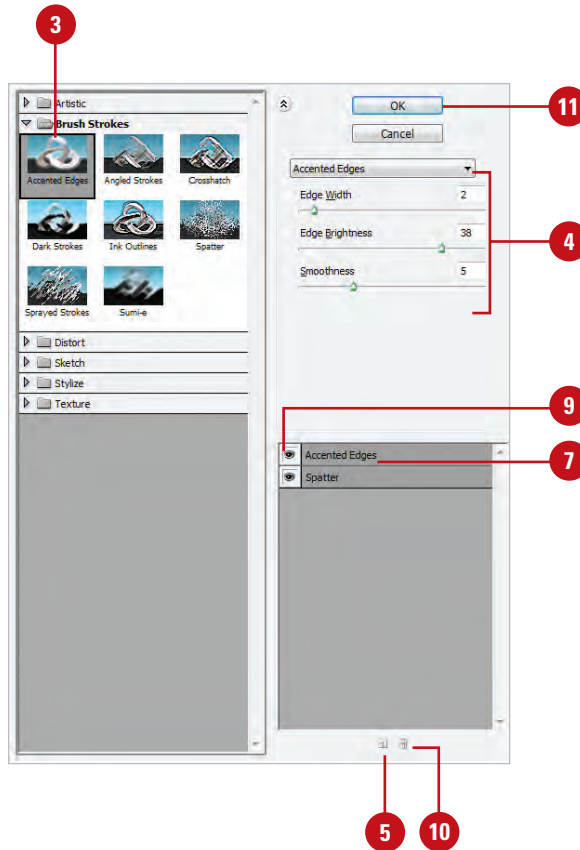 3
Artistic
Brush Strokes
Accented Edges
Angled Strokes
Crosshatch
Dark Strokes
Ink Outlines
Spatter
Sprayed Strokes
Sumi-e
Distort
Sketch
Stylize
Texture
OK
11
Cancel
Accented Edges
Edge Width 2
Edge Brightness 38
4
Smoothness 5
9
Accented Edges
7
Spatter
5
10